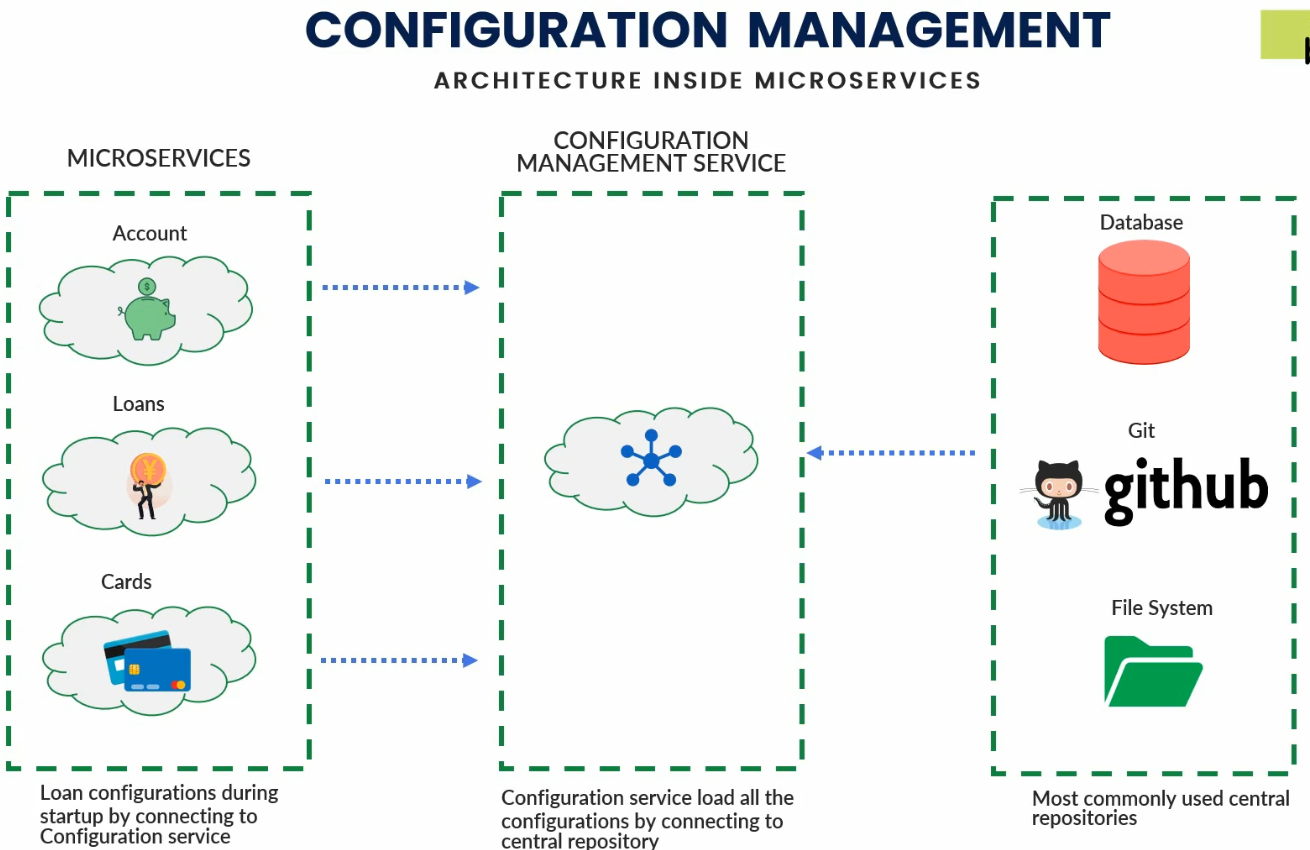 CONFIGURATION MANAGEMENT
ARCHITECTURE INSIDE MICROSERVICES
MICROSERVICES
Account
$
Loans
¥
Cards
Loan configurations during
startup by connecting to
Configuration service
CONFIGURATION
MANAGEMENT SERVICE
Configuration service load all the
configurations by connecting to
central repository
Database
Git
github
File System
Most commonly used central
repositories